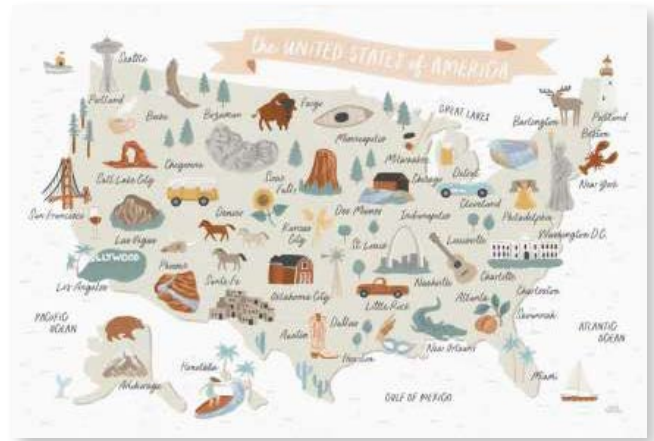 the UNITED STATES of AMERICA
Seattle
Portland
Boise
Bozeman
Fargo
Minneapolis
GREAT LAKES
Burlington
Portland
Boston
Milwaukee
Salt Lake City
Cheyenne
Sioux Falls
Chicago
Detroit
New York
San Francisco
Denver
Des Moines
Indianapolis
Cleveland
Philadelphia
Las Vegas
Kansas City
St. Louis
Louisville
Washington D.C.
HOLLYWOOD
Phoenix
Santa Fe
Nashville
Charlotte
Los Angeles
Oklahoma City
Little Rock
Atlanta
Charleston
Savannah
PACIFIC OCEAN
Austin
Dallas
New Orleans
ATLANTIC OCEAN
Houston
Anchorage
Honolulu
Miami
GULF OF MEXICO